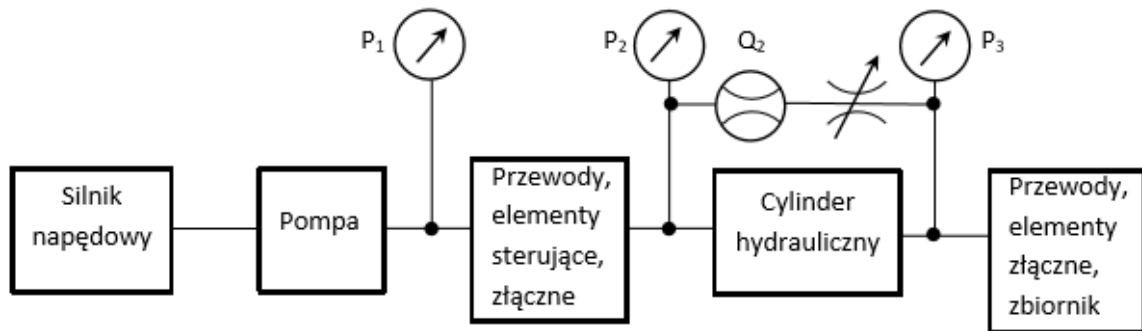 P₁
P₂
Q₂
P₃
Silnik
napędowy
Pompa
Przewody,
elementy
sterujące,
złączne
Cylinder
hydrauliczny
Przewody,
elementy
złączne,
zbiornik